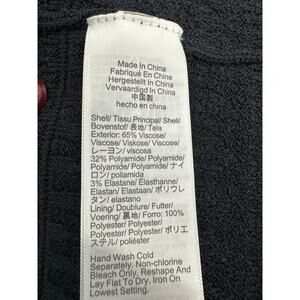 Made In China
Fabriqué En Chine
Hergestellt In China
Vervaardigd In China
中国製
hecho en china
Shell/ Tissu Principal/ Shell/
Bovenstof/ 表地/ Tela
Exterior: 65% Viscose/
Viscose/ Viskose/ Viscose/
レーヨン/ viscosa
32% Polyamide/ Polyamide/
Polyamid/ Polyamide/ ナイ
ロン/ poliamida
3% Elastane/ Élasthanne/
Elastan/ Elastaan/ ポリウレ
タン/ elastano
Lining/ Doublure/ Futter/
Voering/ 裏地/ Forro: 100%
Polyester/ Polyester/
Polyester/ Polyester/ ポリエ
ステル/ poliéster
Hand Wash Cold
Separately. Non-chlorine
Bleach Only. Reshape And
Lay Flat To Dry. Iron On
Lowest Setting.